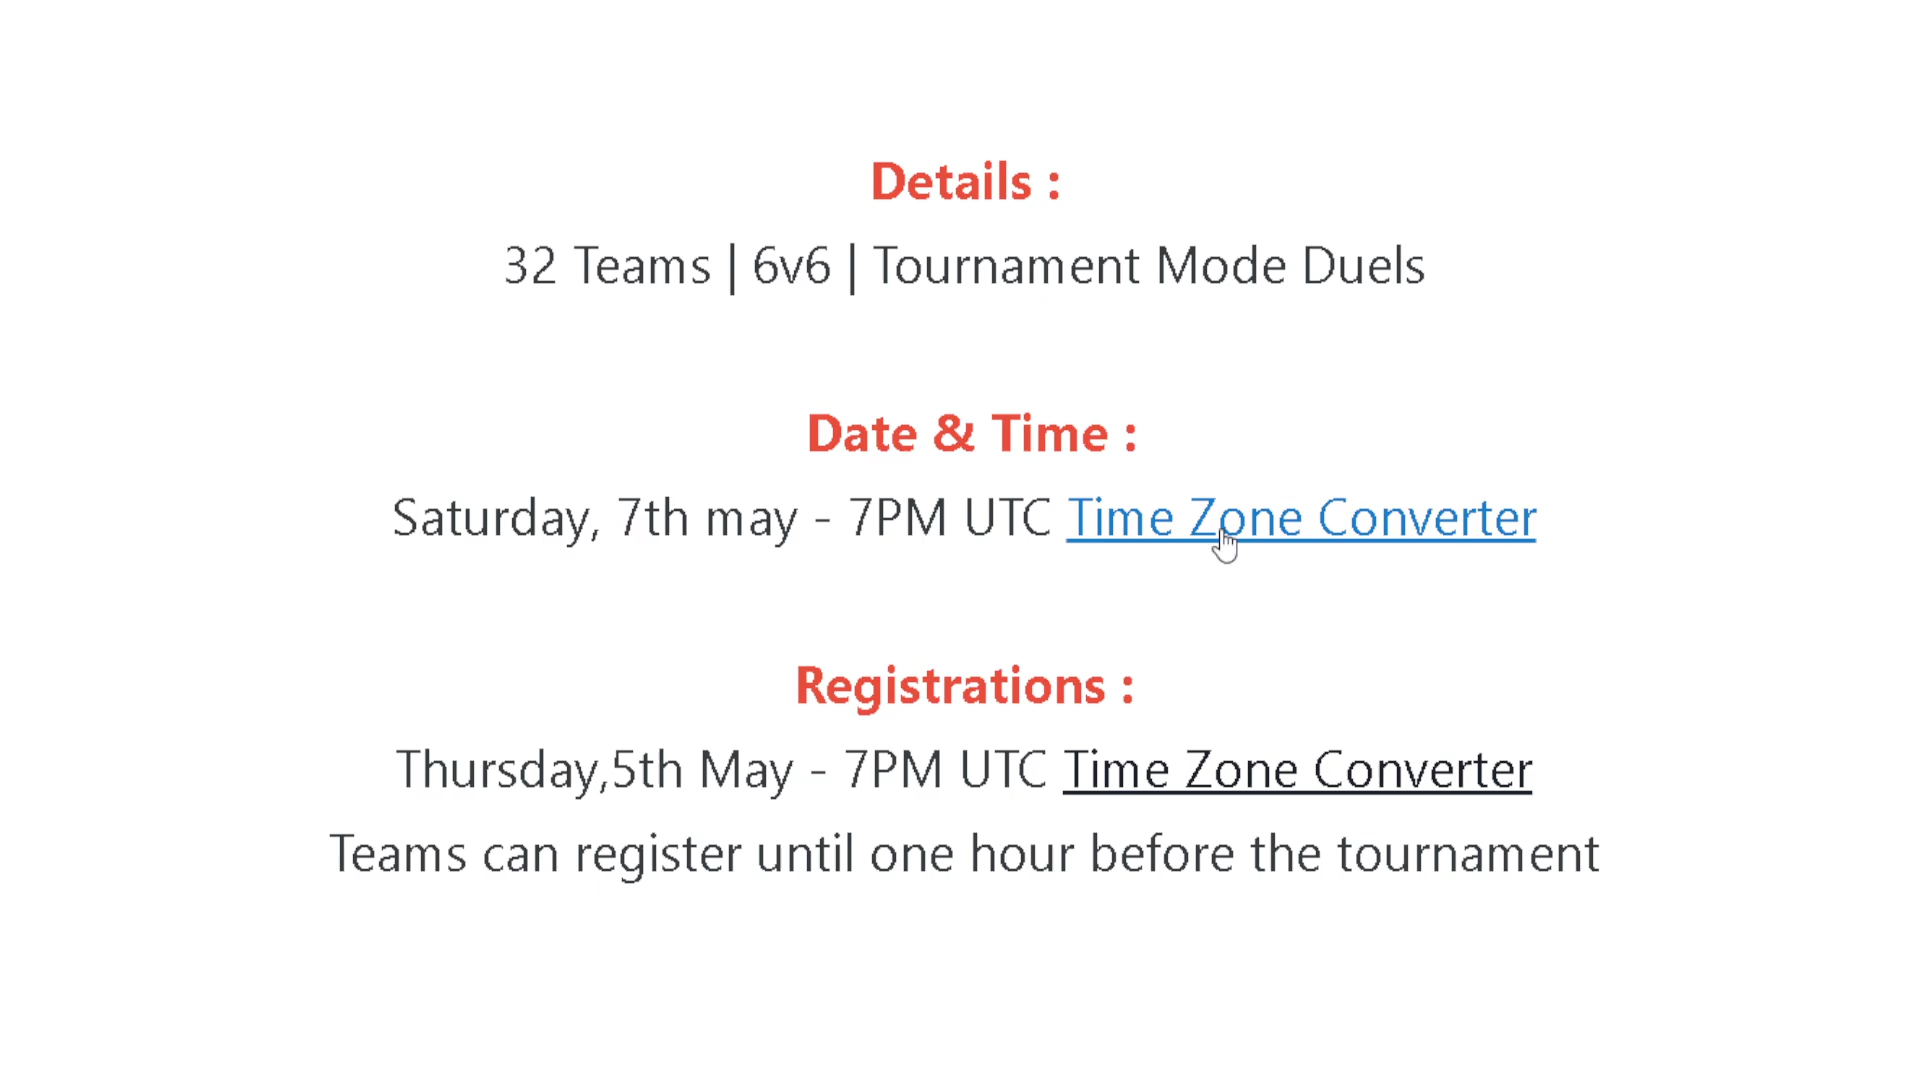 Details :
32 Teams | 6v6 | Tournament Mode Duels
Date & Time :
Saturday, 7th may - 7PM UTC Time Zone Converter
Registrations :
Thursday,5th May - 7PM UTC Time Zone Converter
Teams can register until one hour before the tournament